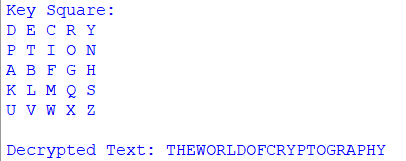 Key Square:
D E C R Y
P T I O N
A B F G H
K L M Q S
U V W X Z
Decrypted Text: THEWORLDOFCRYPTOGRAPHY